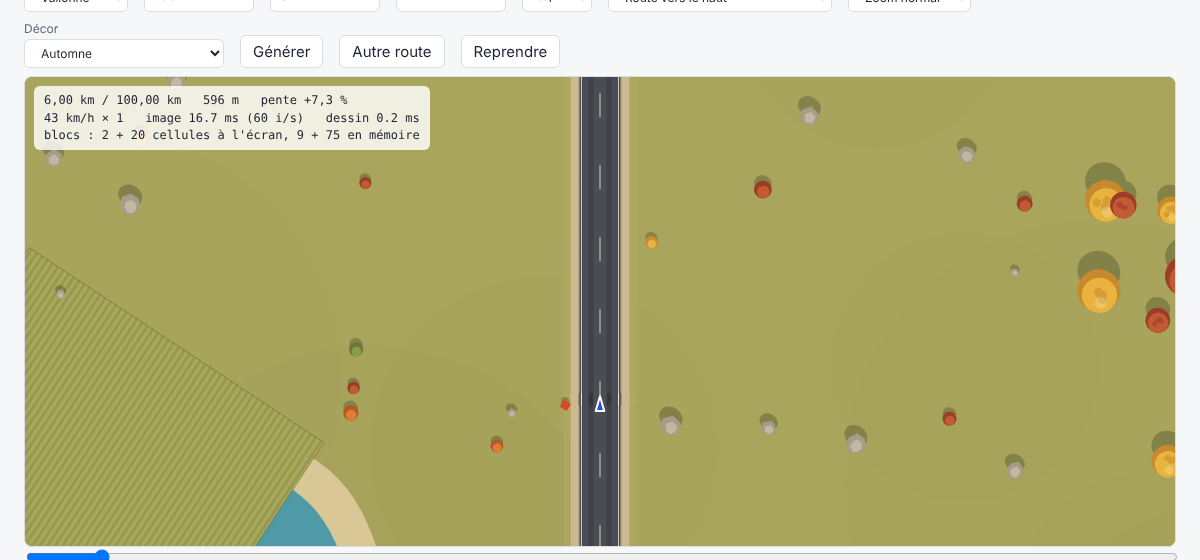 Décor
Automne
Générer
Autre route
Reprendre
6,00 km / 100,00 km 596 m pente +7,3 %
43 km/h × 1 image 16.7 ms (60 i/s) dessin 0.2 ms
blocs : 2 + 20 cellules à l'écran, 9 + 75 en mémoire